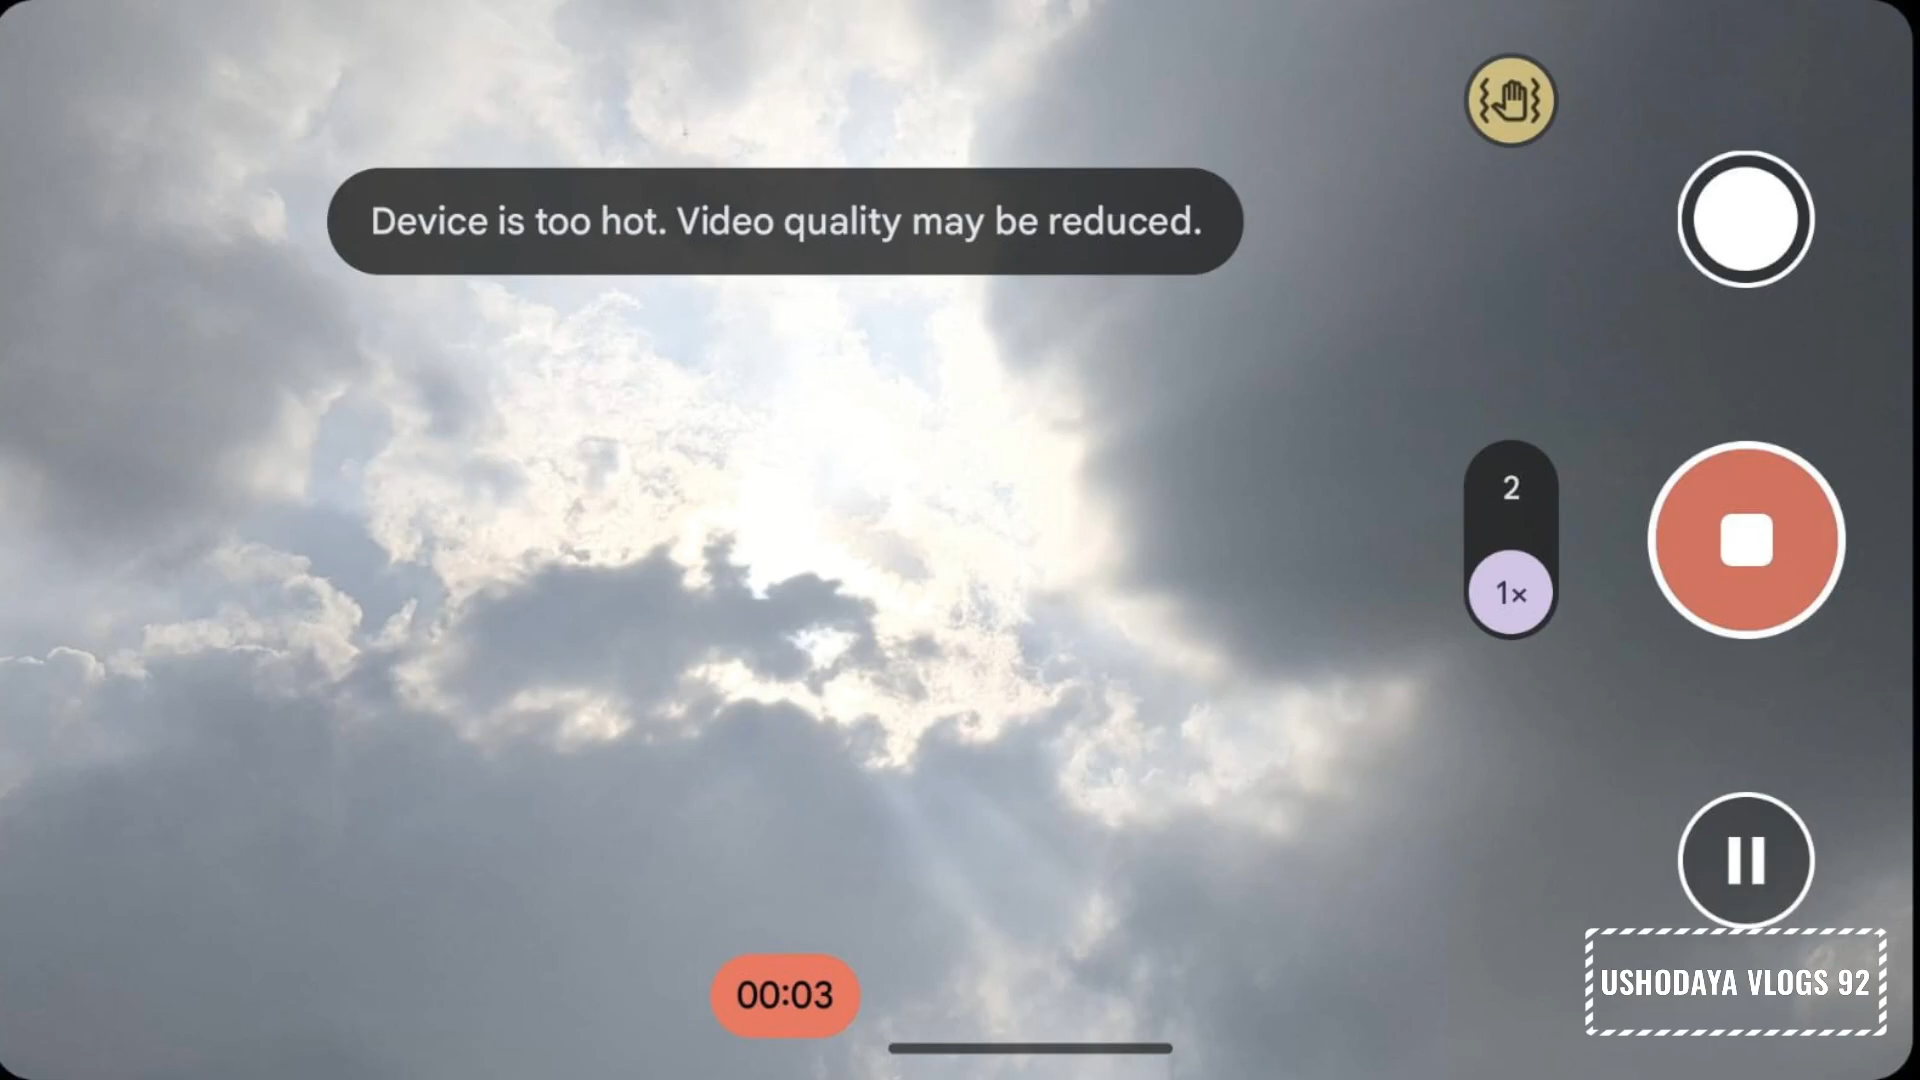 Device is too hot. Video quality may be reduced.
2
1×
00:03
USHODAYA VLOGS 92